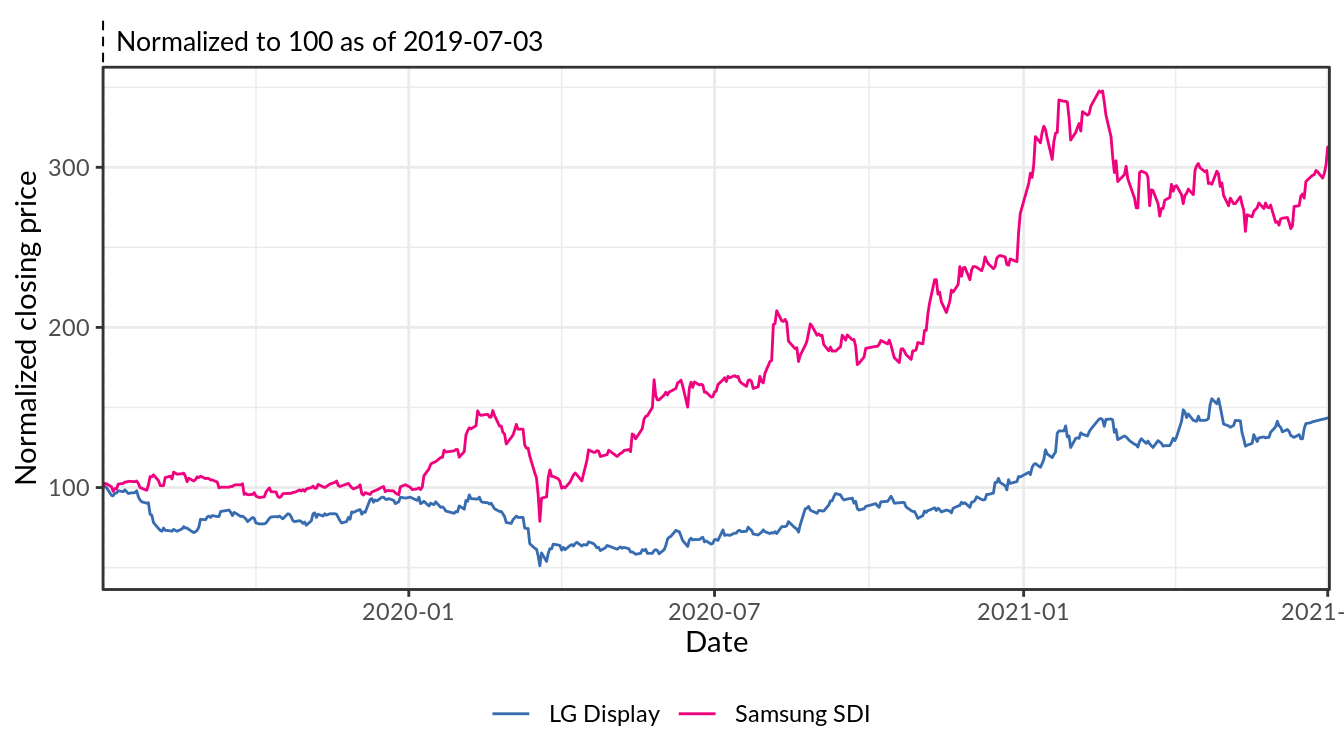 Normalized to 100 as of 2019-07-03
Normalized closing price
300
200
100
2020-01
2020-07
2021-01
2021-
Date
LG Display
Samsung SDI